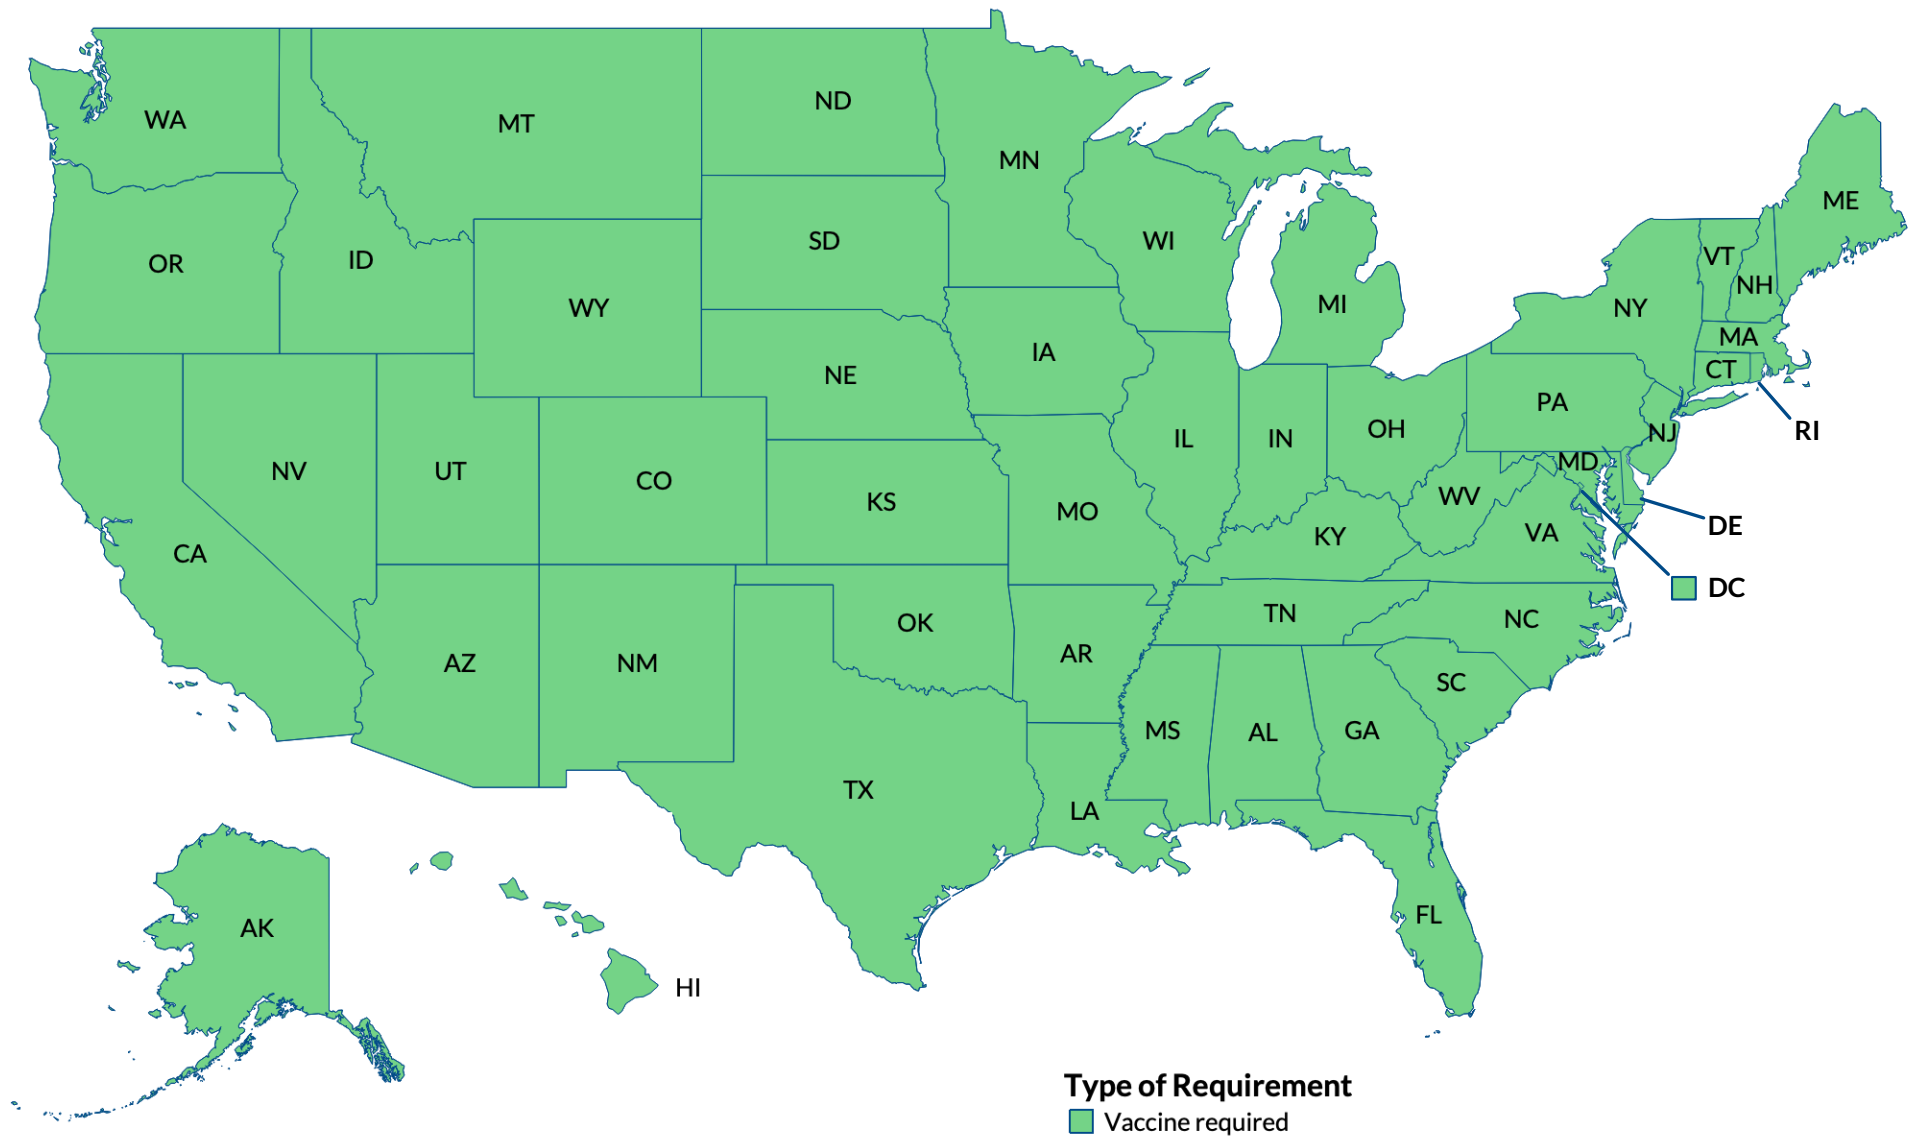 WA
MT
ND
MN
OR
ID
WY
SD
WI
MI
ME
VT
NH
NY
MA
CT
RI
NV
UT
CO
NE
IA
KS
MO
IL
IN
OH
PA
NJ
MD
WV
VA
KY
DE
DC
CA
AZ
NM
OK
AR
TN
NC
SC
MS
AL
GA
TX
LA
FL
AK
HI
Type of Requirement
Vaccine required